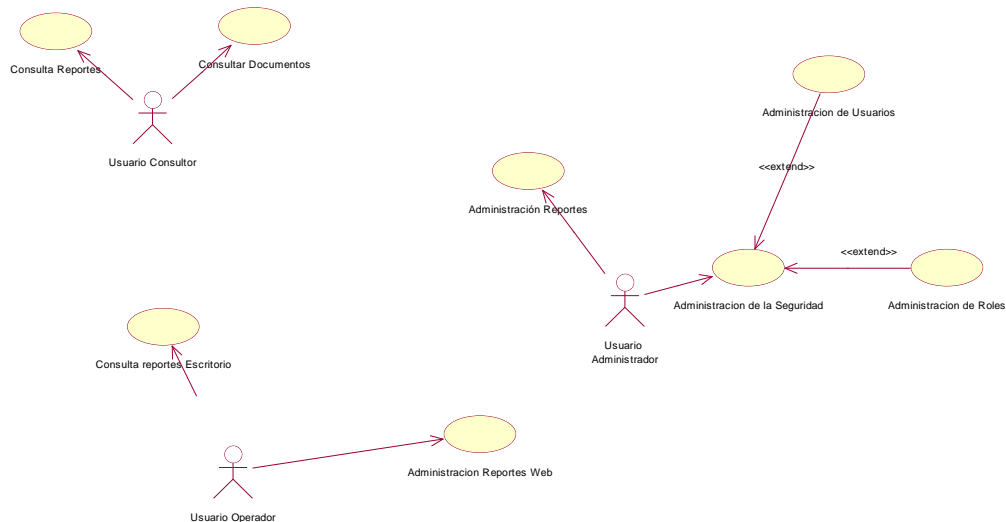 Consulta Reportes
Consultar Documentos
Usuario Consultor
Administracion de Usuarios
<<extend>>
Administración Reportes
<<extend>>
Administracion de la Seguridad
Administracion de Roles
Usuario
Administrador
Consulta reportes Escritorio
Administracion Reportes Web
Usuario Operador